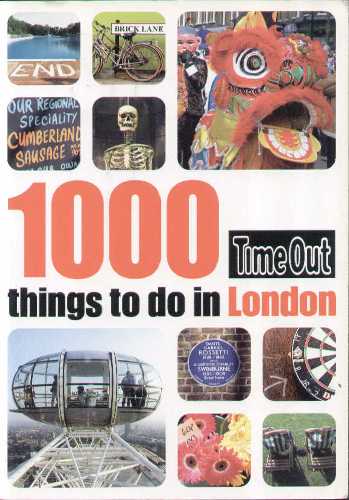 END
BRICK LANE
OUR REGIONAL
SPECIALITY
CUMBERLAND
SAUSAGE
1000
Time Out
things to do in London
DANTE
GABRIEL
ROSSETTI